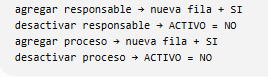 agregar responsable → nueva fila + SI
desactivar responsable → ACTIVO = NO
agregar proceso → nueva fila + SI
desactivar proceso → ACTIVO = NO